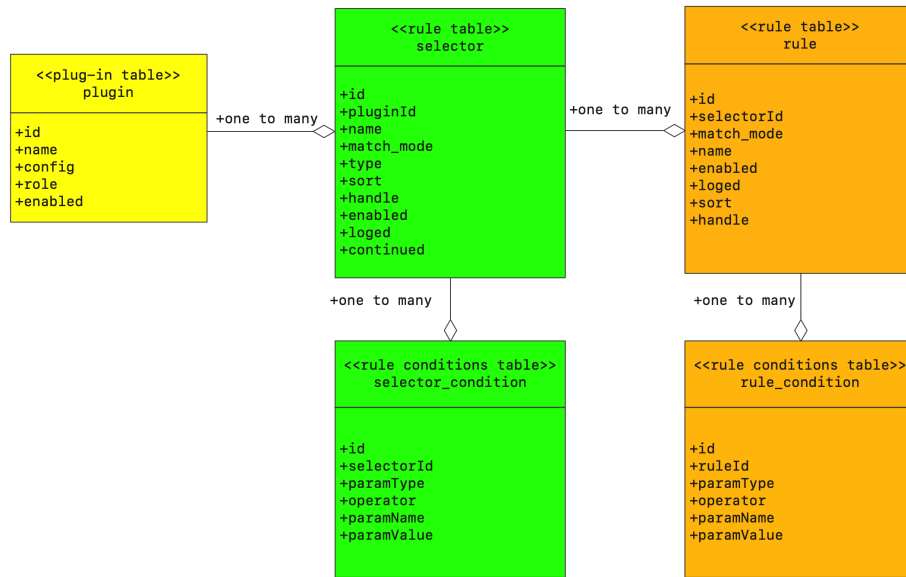 <<plug-in table>>
plugin
+id
+name
+config
+role
+enabled
+one to many
<<rule table>>
selector
+id
+pluginId
+name
+match_mode
+type
+sort
+handle
+enabled
+loged
+continued
+one to many
<<rule table>>
rule
+id
+selectorId
+match_mode
+name
+enabled
+loged
+sort
+handle
+one to many
<<rule conditions table>>
selector_condition
+id
+selectorId
+paramType
+operator
+paramName
+paramValue
+one to many
<<rule conditions table>>
rule_condition
+id
+ruleId
+paramType
+operator
+paramName
+paramValue